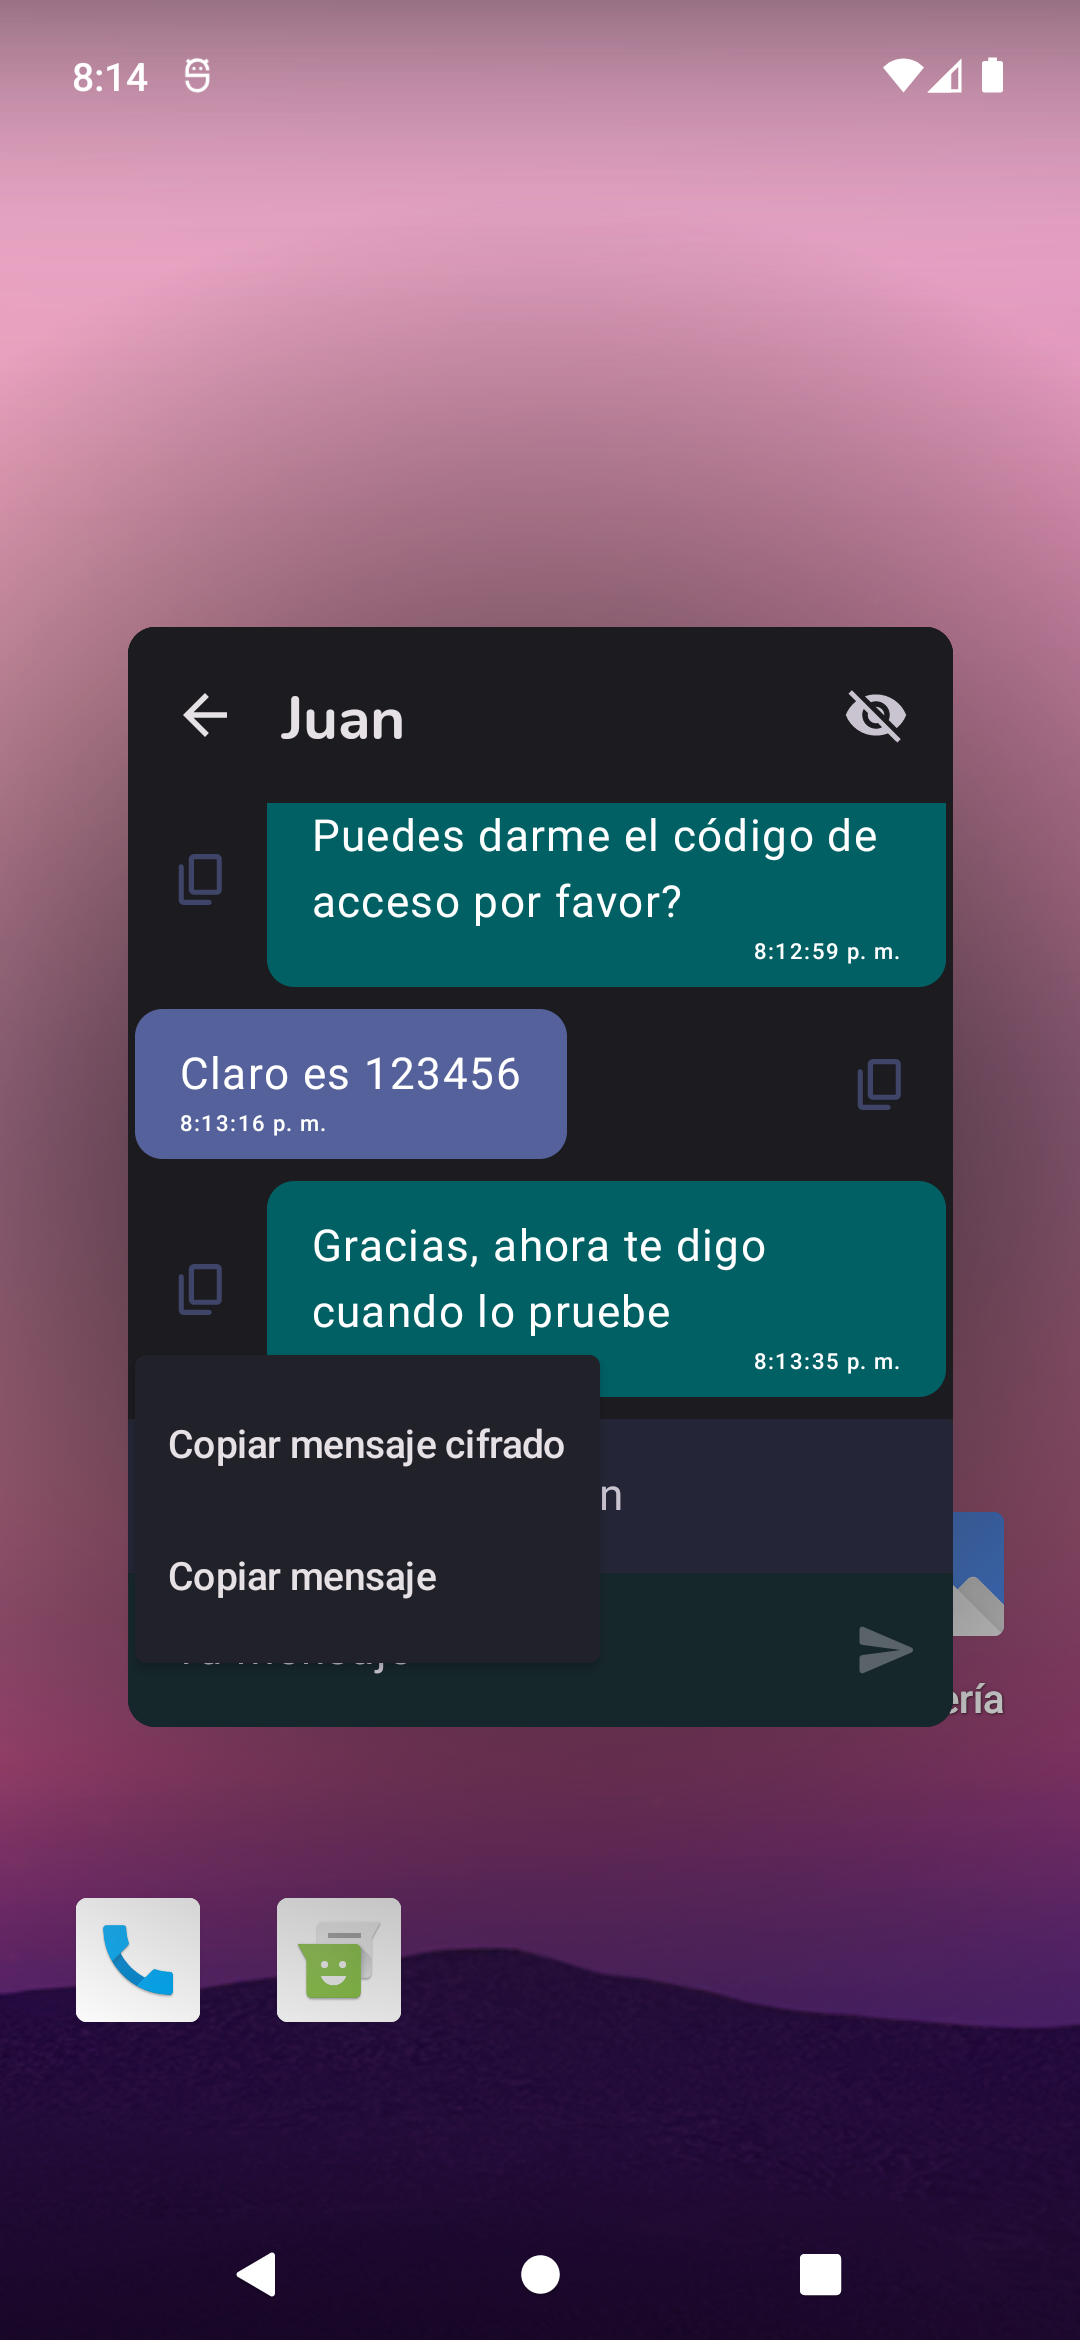 8:14
Juan
Puedes darme el código de
acceso por favor?
8:12:59 p. m.
Claro es 123456
8:13:16 p. m.
Gracias, ahora te digo
cuando lo pruebe
8:13:35 p. m.
Copiar mensaje cifrado
n
Copiar mensaje
ería